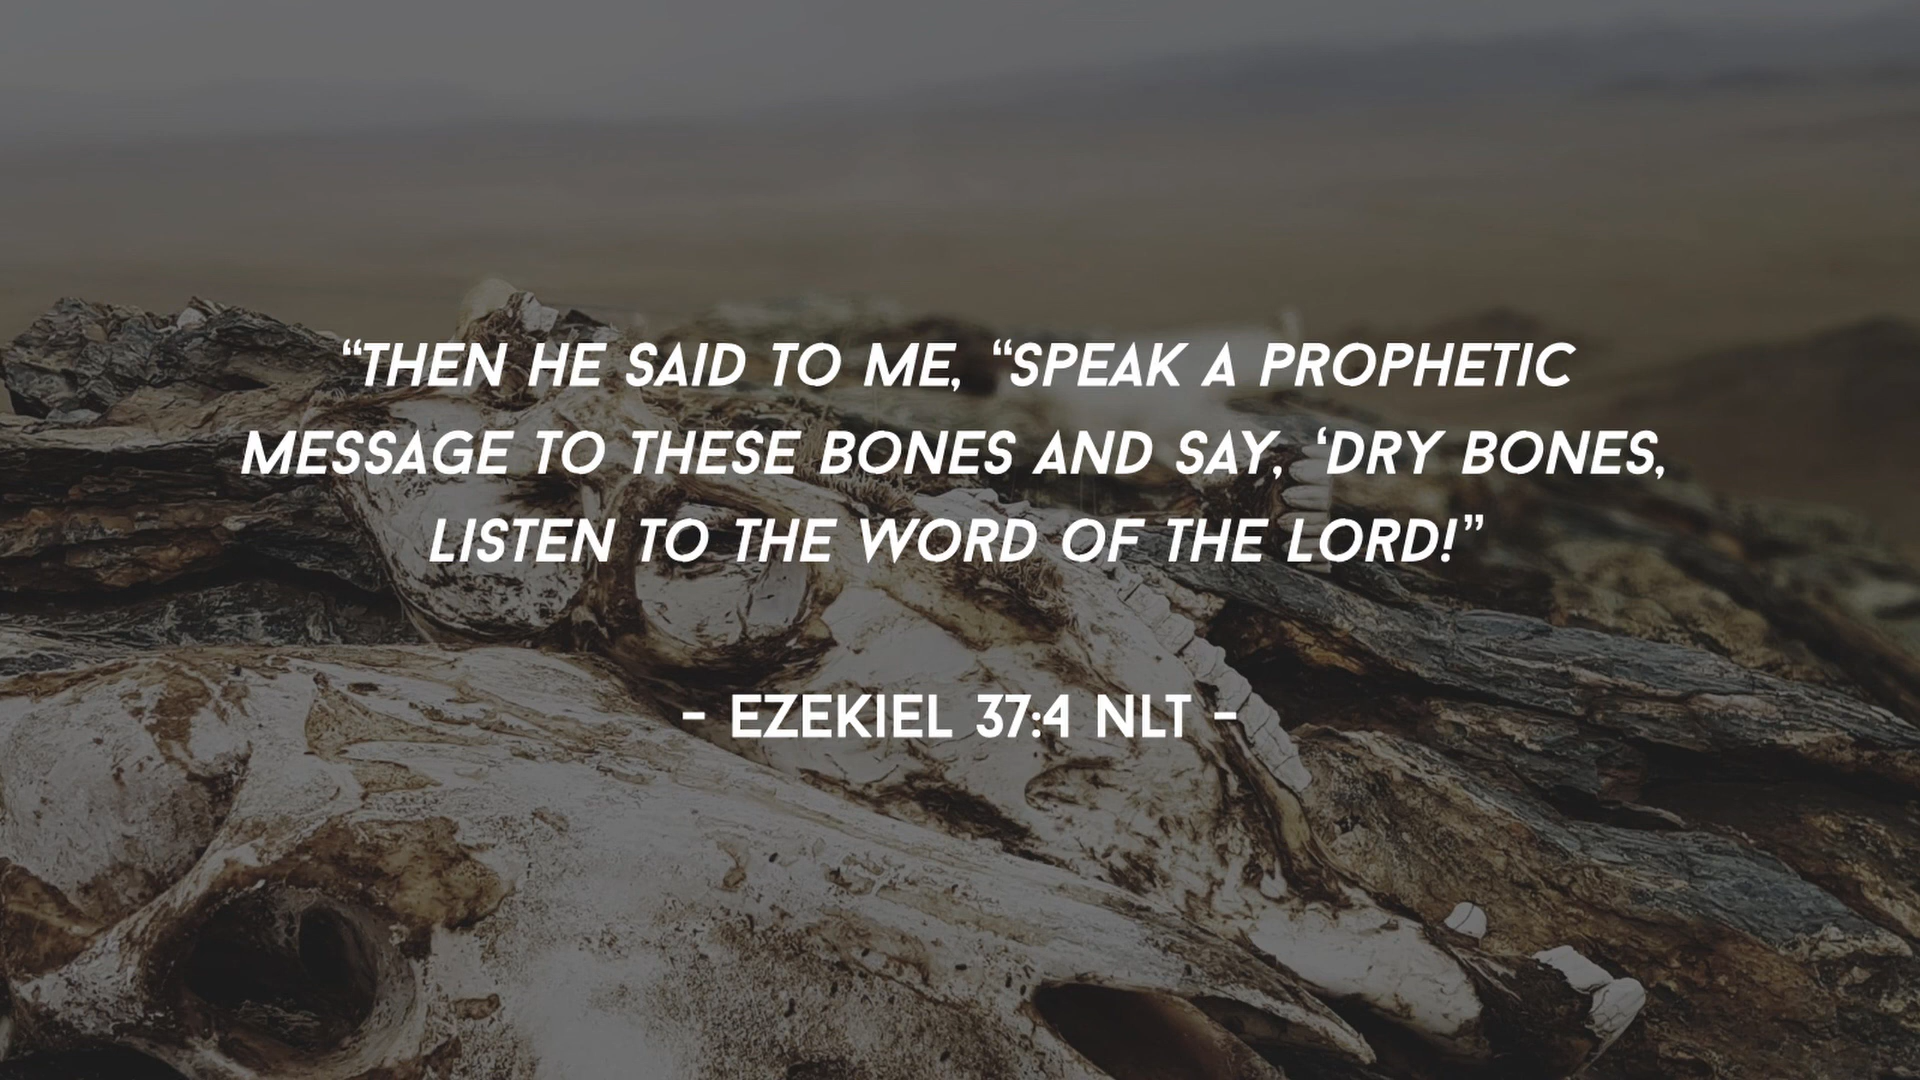 “THEN HE SAID TO ME, “SPEAK A PROPHETIC
MESSAGE TO THESE BONES AND SAY, ‘DRY BONES,
LISTEN TO THE WORD OF THE LORD!”
- EZEKIEL 37:4 NLT -